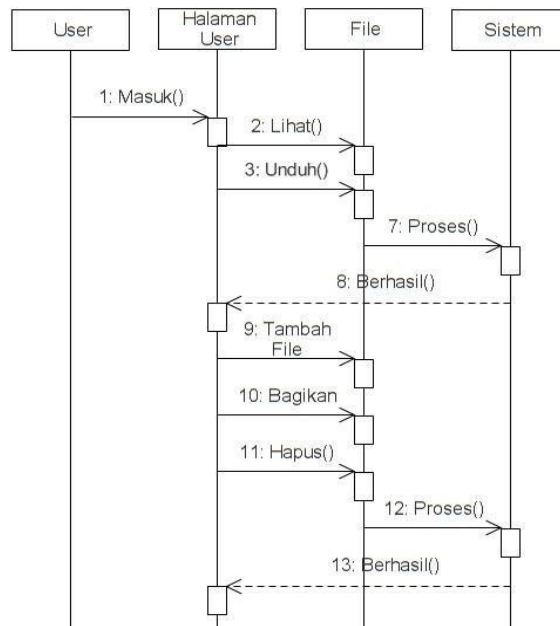 User
Halaman
User
File
Sistem
1: Masuk()
2: Lihat()
3: Unduh()
7: Proses()
8: Berhasil()
9: Tambah
File
10: Bagikan
11: Hapus()
12: Proses()
13: Berhasil()